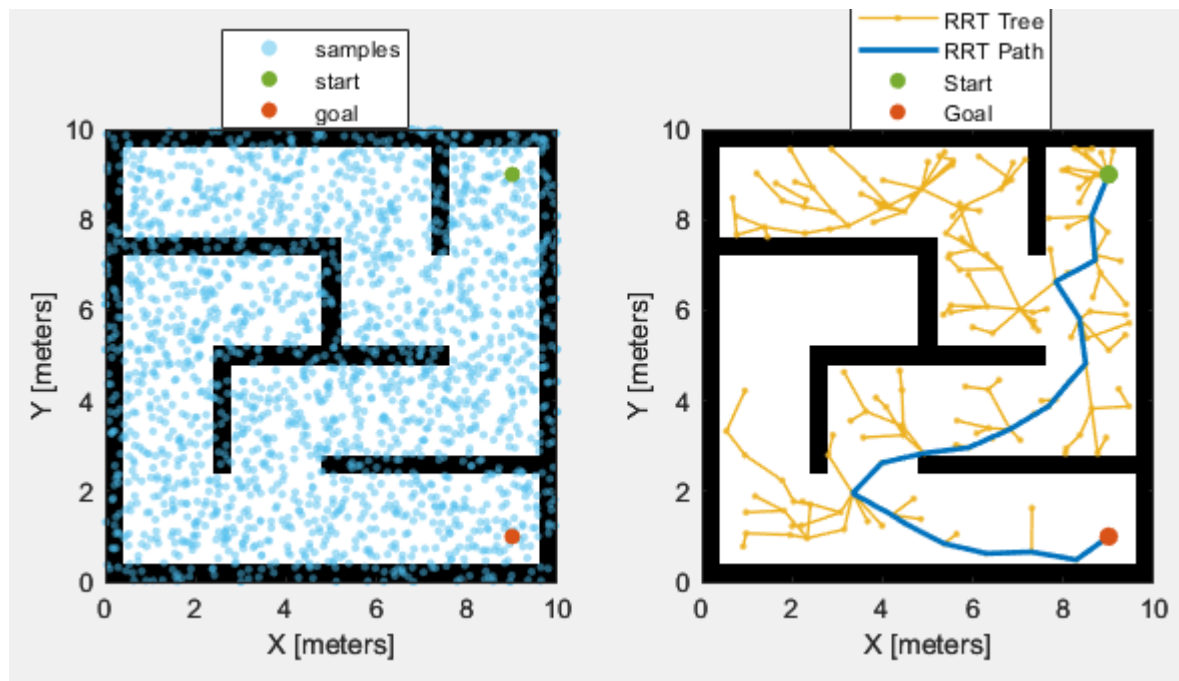 samples
start
goal
10
8
6
4
2
0
0 2 4 6 8 10
X [meters]
Y [meters]
RRT Tree
RRT Path
Start
Goal
10
8
6
4
2
0
0 2 4 6 8 10
X [meters]
Y [meters]